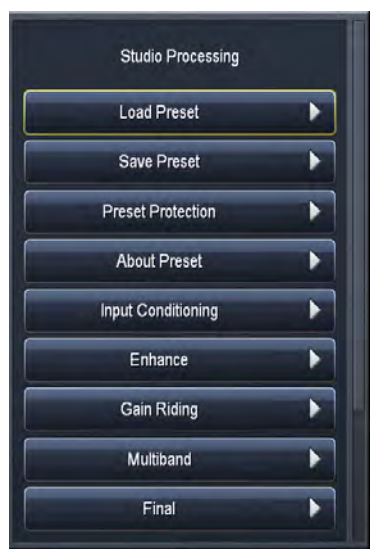 Studio Processing
Load Preset
Save Preset
Preset Protection
About Preset
Input Conditioning
Enhance
Gain Riding
Multiband
Final